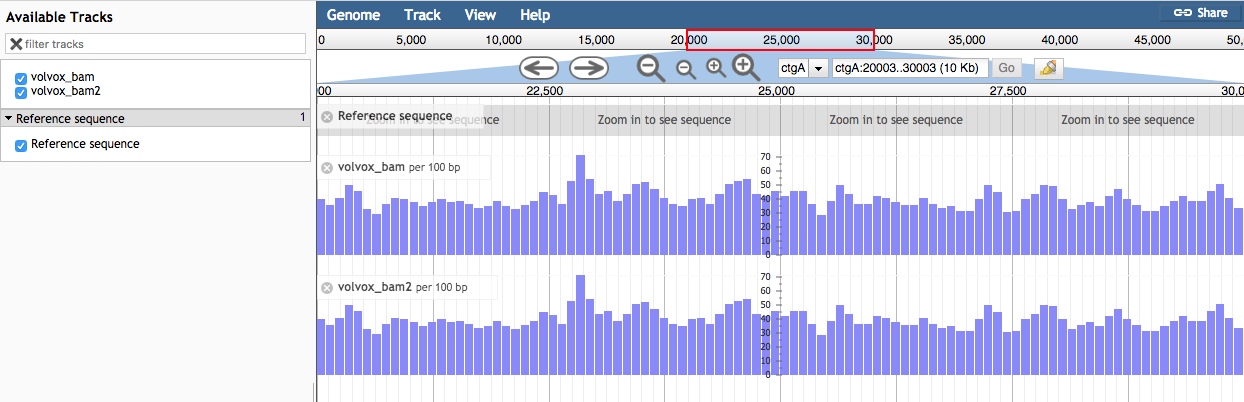 Available Tracks
filter tracks
volvox_bam
volvox_bam2
Reference sequence 1
Reference sequence
Genome Track View Help Share
0 5,000 10,000 15,000 20,000 25,000 30,000 35,000 40,000 45,000 50,
ctgA ctgA:20003..30003 (10 Kb) Go
00 22,500 25,000 27,500 30,0
Reference sequence
Zoom in to see sequence Zoom in to see sequence Zoom in to see sequence Zoom in to see sequence
volvox_bam per 100 bp
70
60
50
40
30
20
10
0
volvox_bam2 per 100 bp
70
60
50
40
30
20
10
0